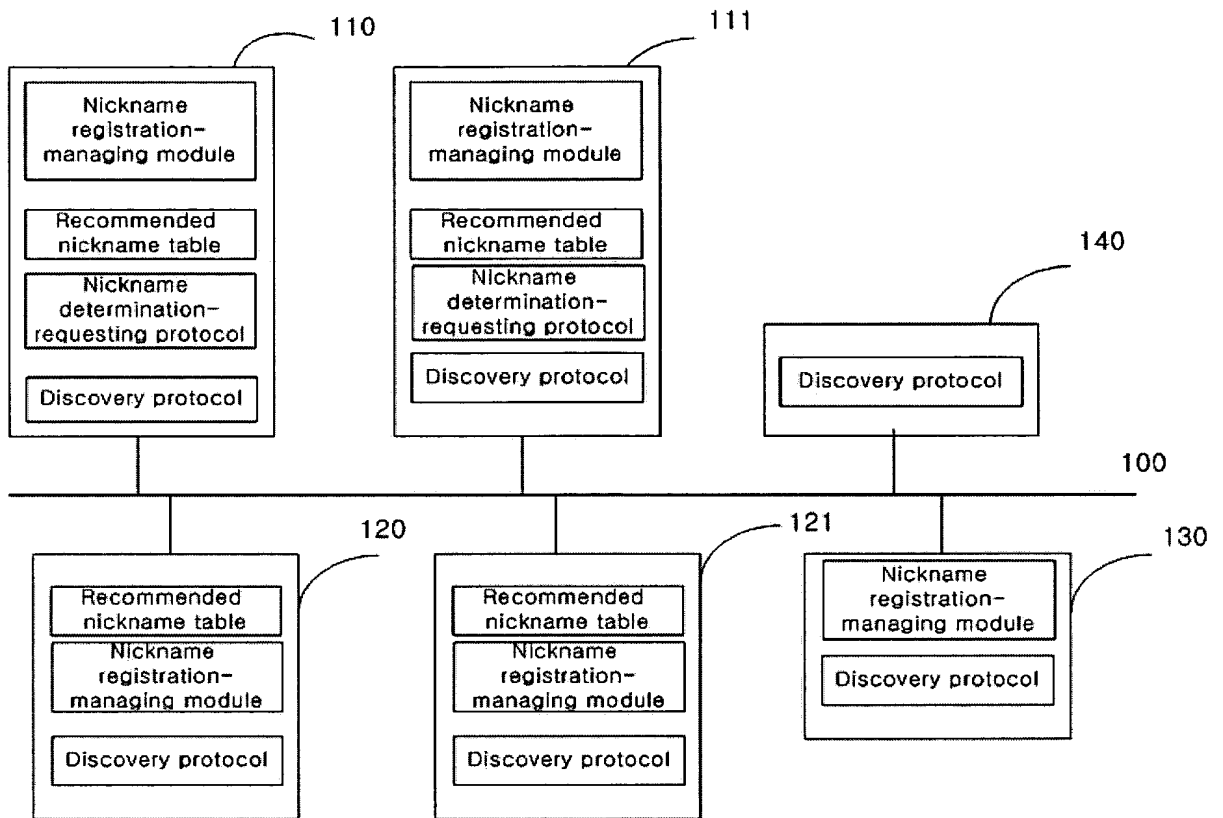 110
Nickname
registration-
managing module
Recommended
nickname table
Nickname
determination-
requesting protocol
Discovery protocol
111
Nickname
registration-
managing module
Recommended
nickname table
Nickname
determination-
requesting protocol
Discovery protocol
140
Discovery protocol
100
120
Recommended
nickname table
Nickname
registration-
managing module
Discovery protocol
121
Recommended
nickname table
Nickname
registration-
managing module
Discovery protocol
130
Nickname
registration-
managing module
Discovery protocol